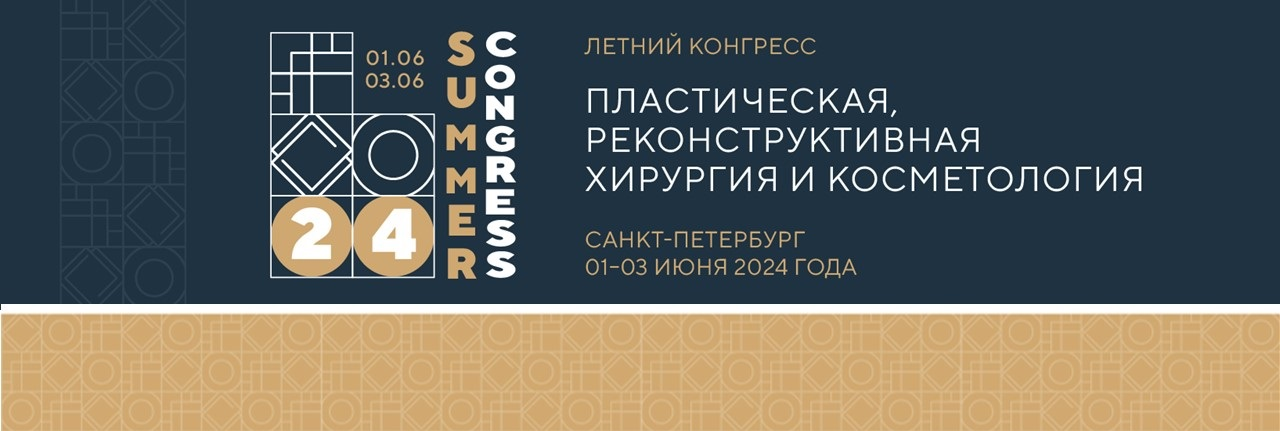 01.06
03.06
SUMMER
CONGRESS
24
ЛЕТНИЙ КОНГРЕСС
ПЛАСТИЧЕСКАЯ,
РЕКОНСТРУКТИВНАЯ
ХИРУРГИЯ И КОСМЕТОЛОГИЯ
САНКТ-ПЕТЕРБУРГ
01–03 ИЮНЯ 2024 ГОДА